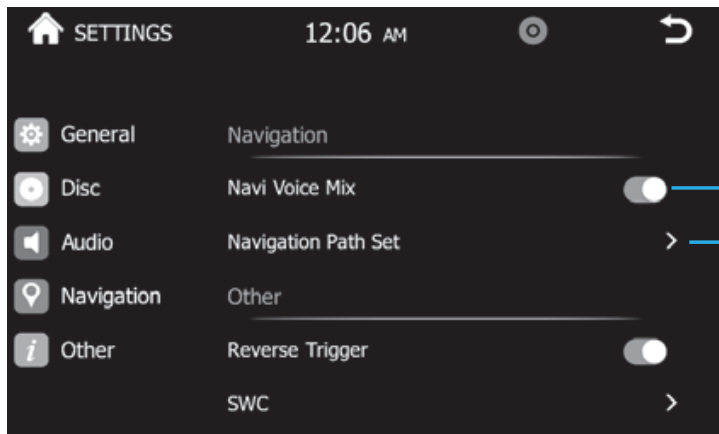 SETTINGS 12:06 AM
General Navigation
Disc Navi Voice Mix
Audio Navigation Path Set
Navigation Other
i Other Reverse Trigger
SWC